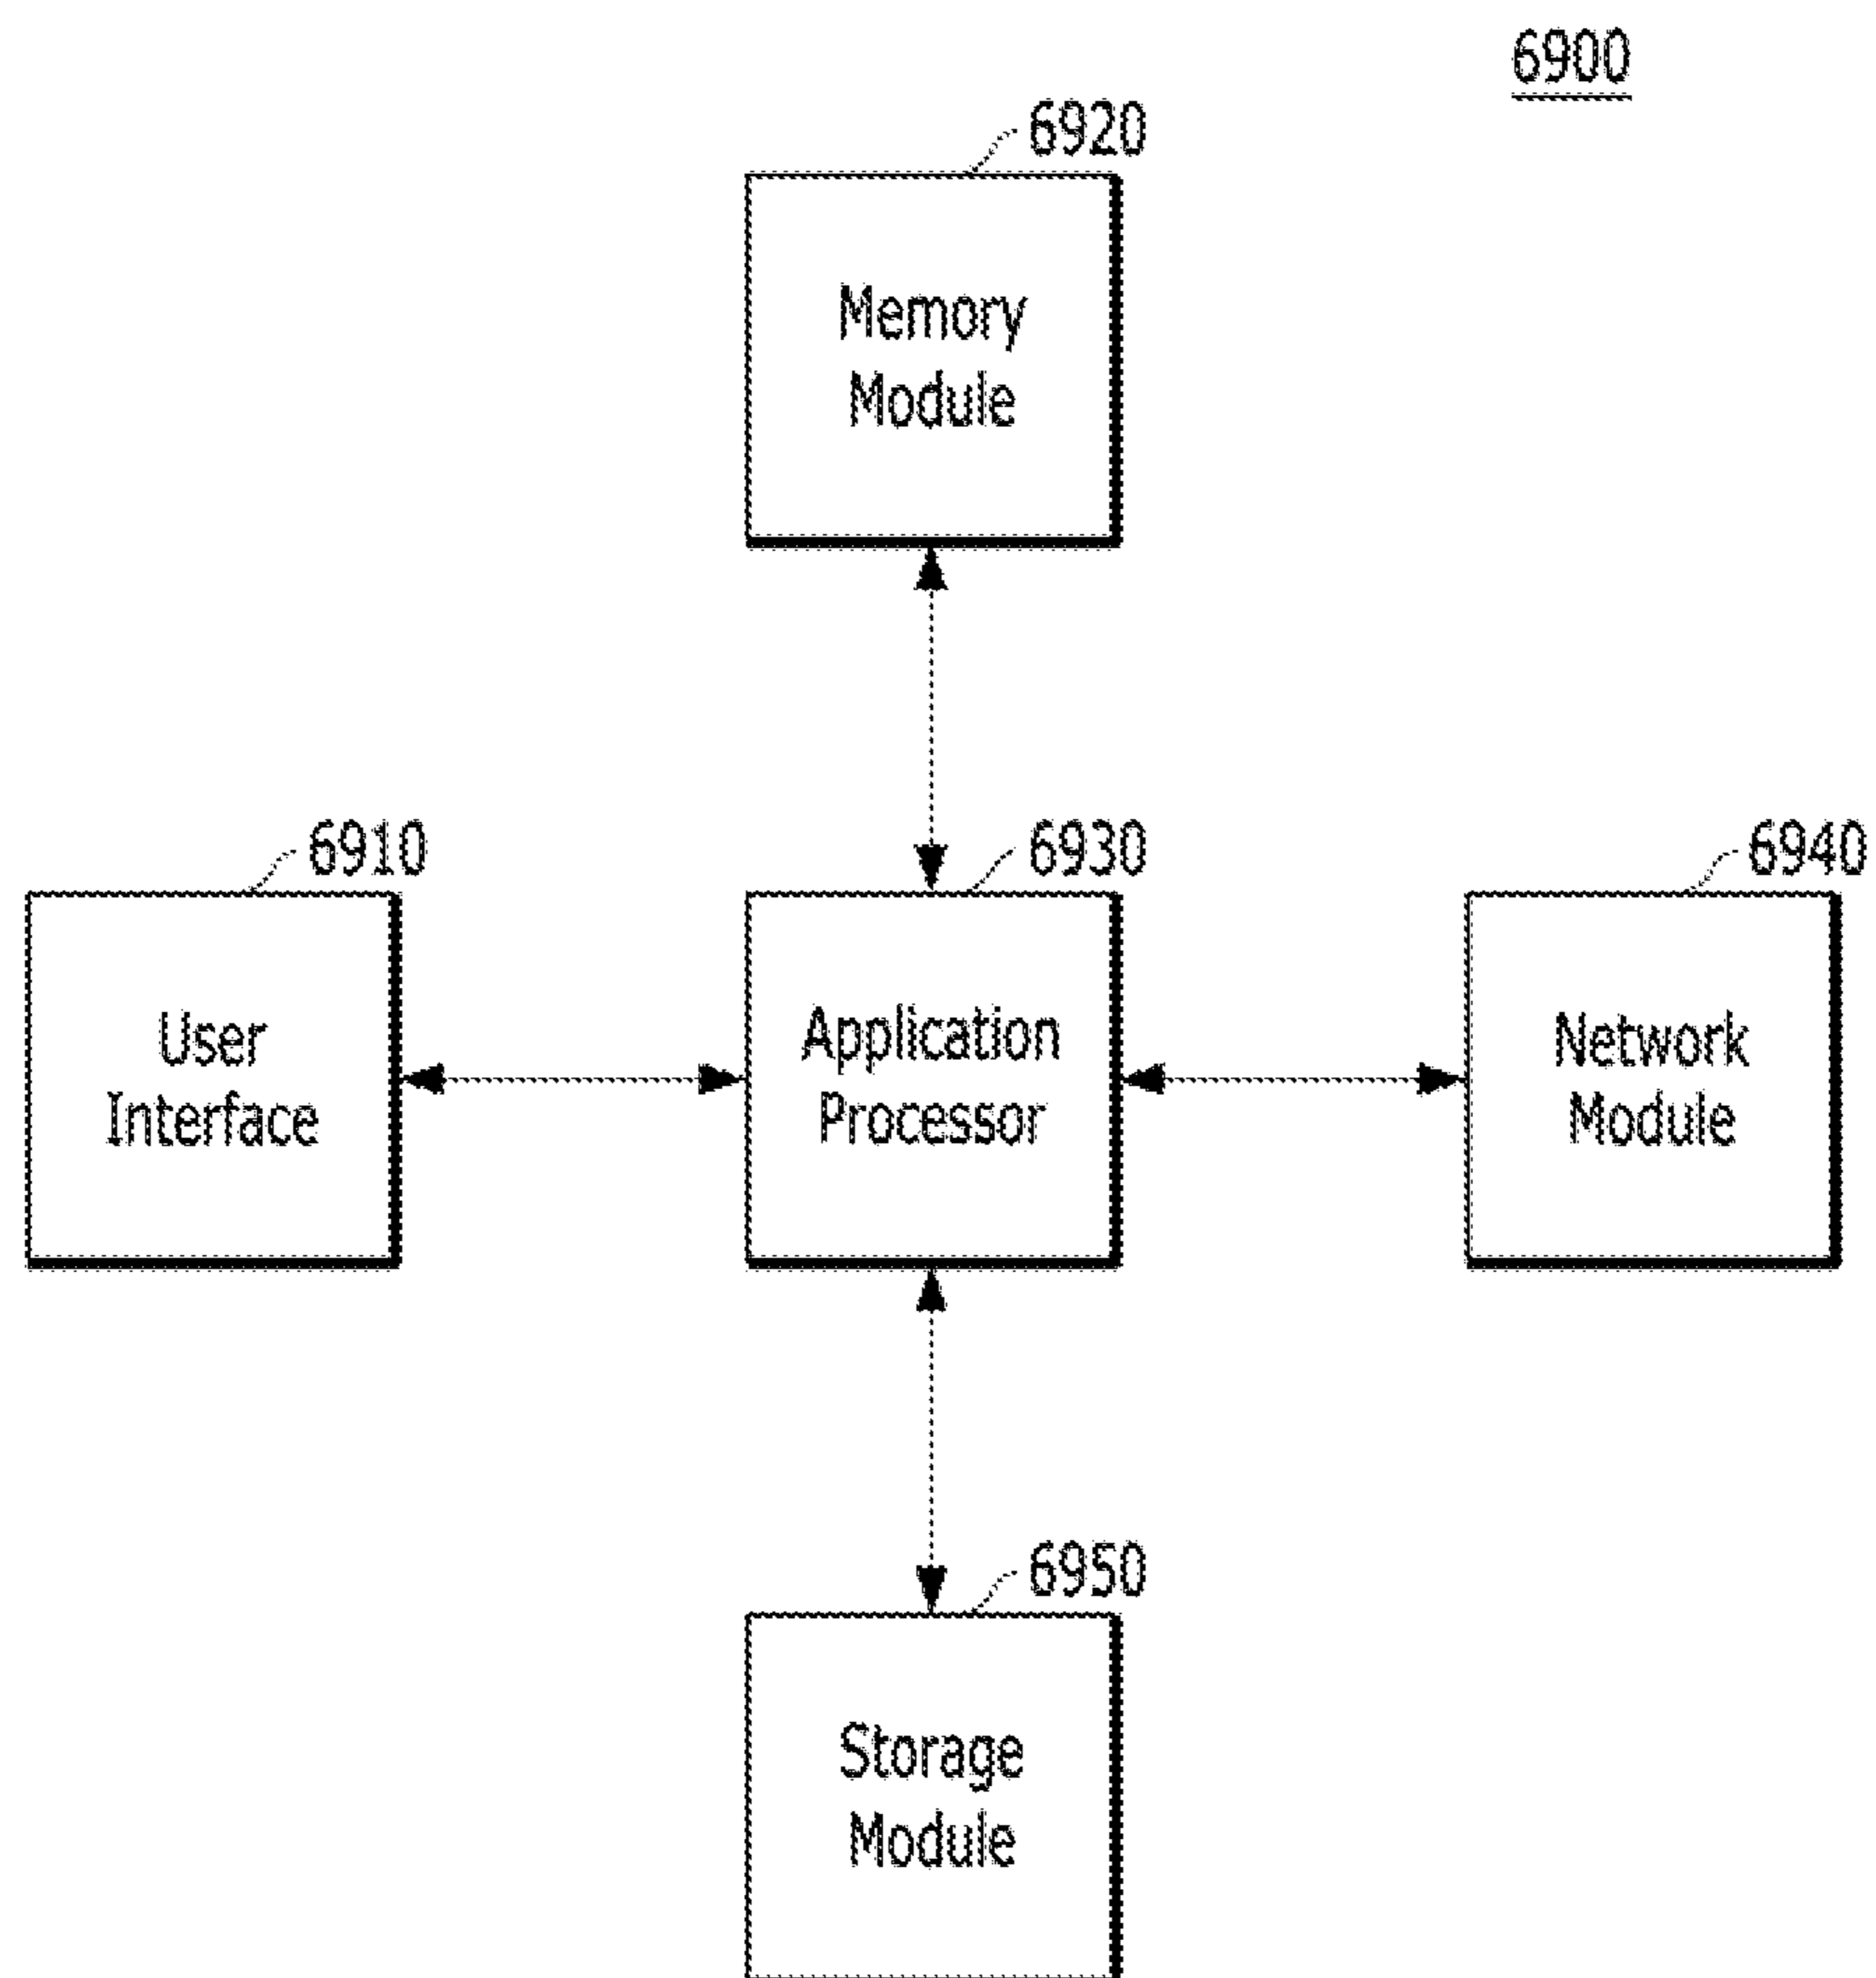 6900
6920
Memory
Module
6910
6930
6940
User
Interface
Application
Processor
Network
Module
6950
Storage
Module